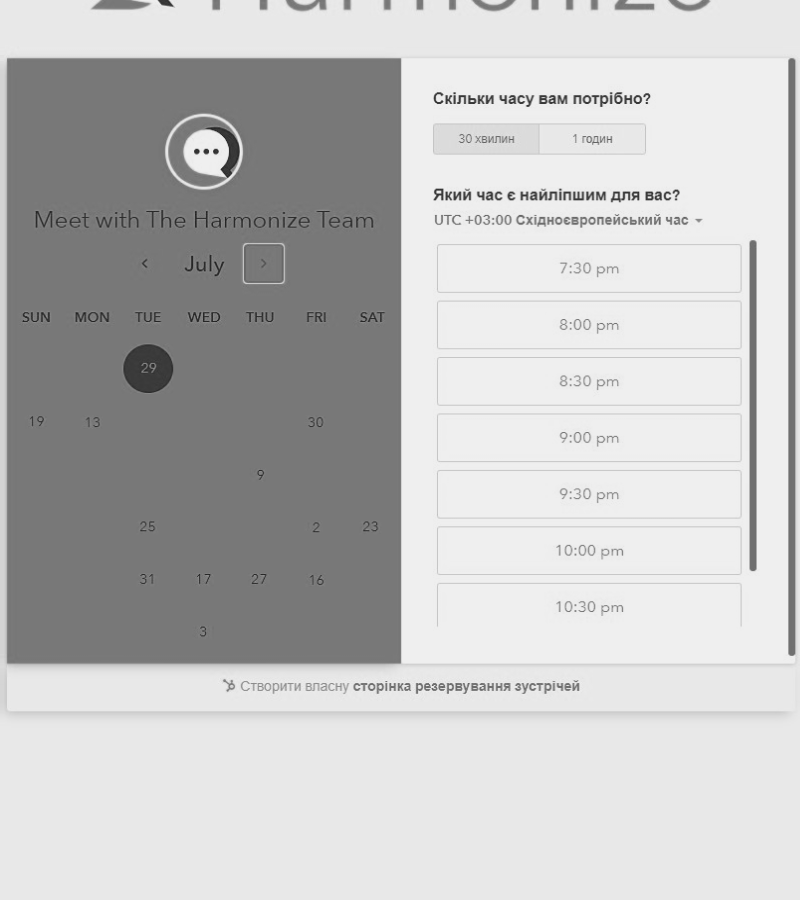 Harmonize
Meet with The Harmonize Team
July
SUN MON TUE WED THU FRI SAT
29
19 13 30
9
25 2 23
31 17 27 16
3
Скільки часу вам потрібно?
30 хвилин 1 годин
Який час є найліпшим для вас?
UTC +03:00 Східноєвропейський час
7:30 pm
8:00 pm
8:30 pm
9:00 pm
9:30 pm
10:00 pm
10:30 pm
Створити власну сторінка резервування зустрічей